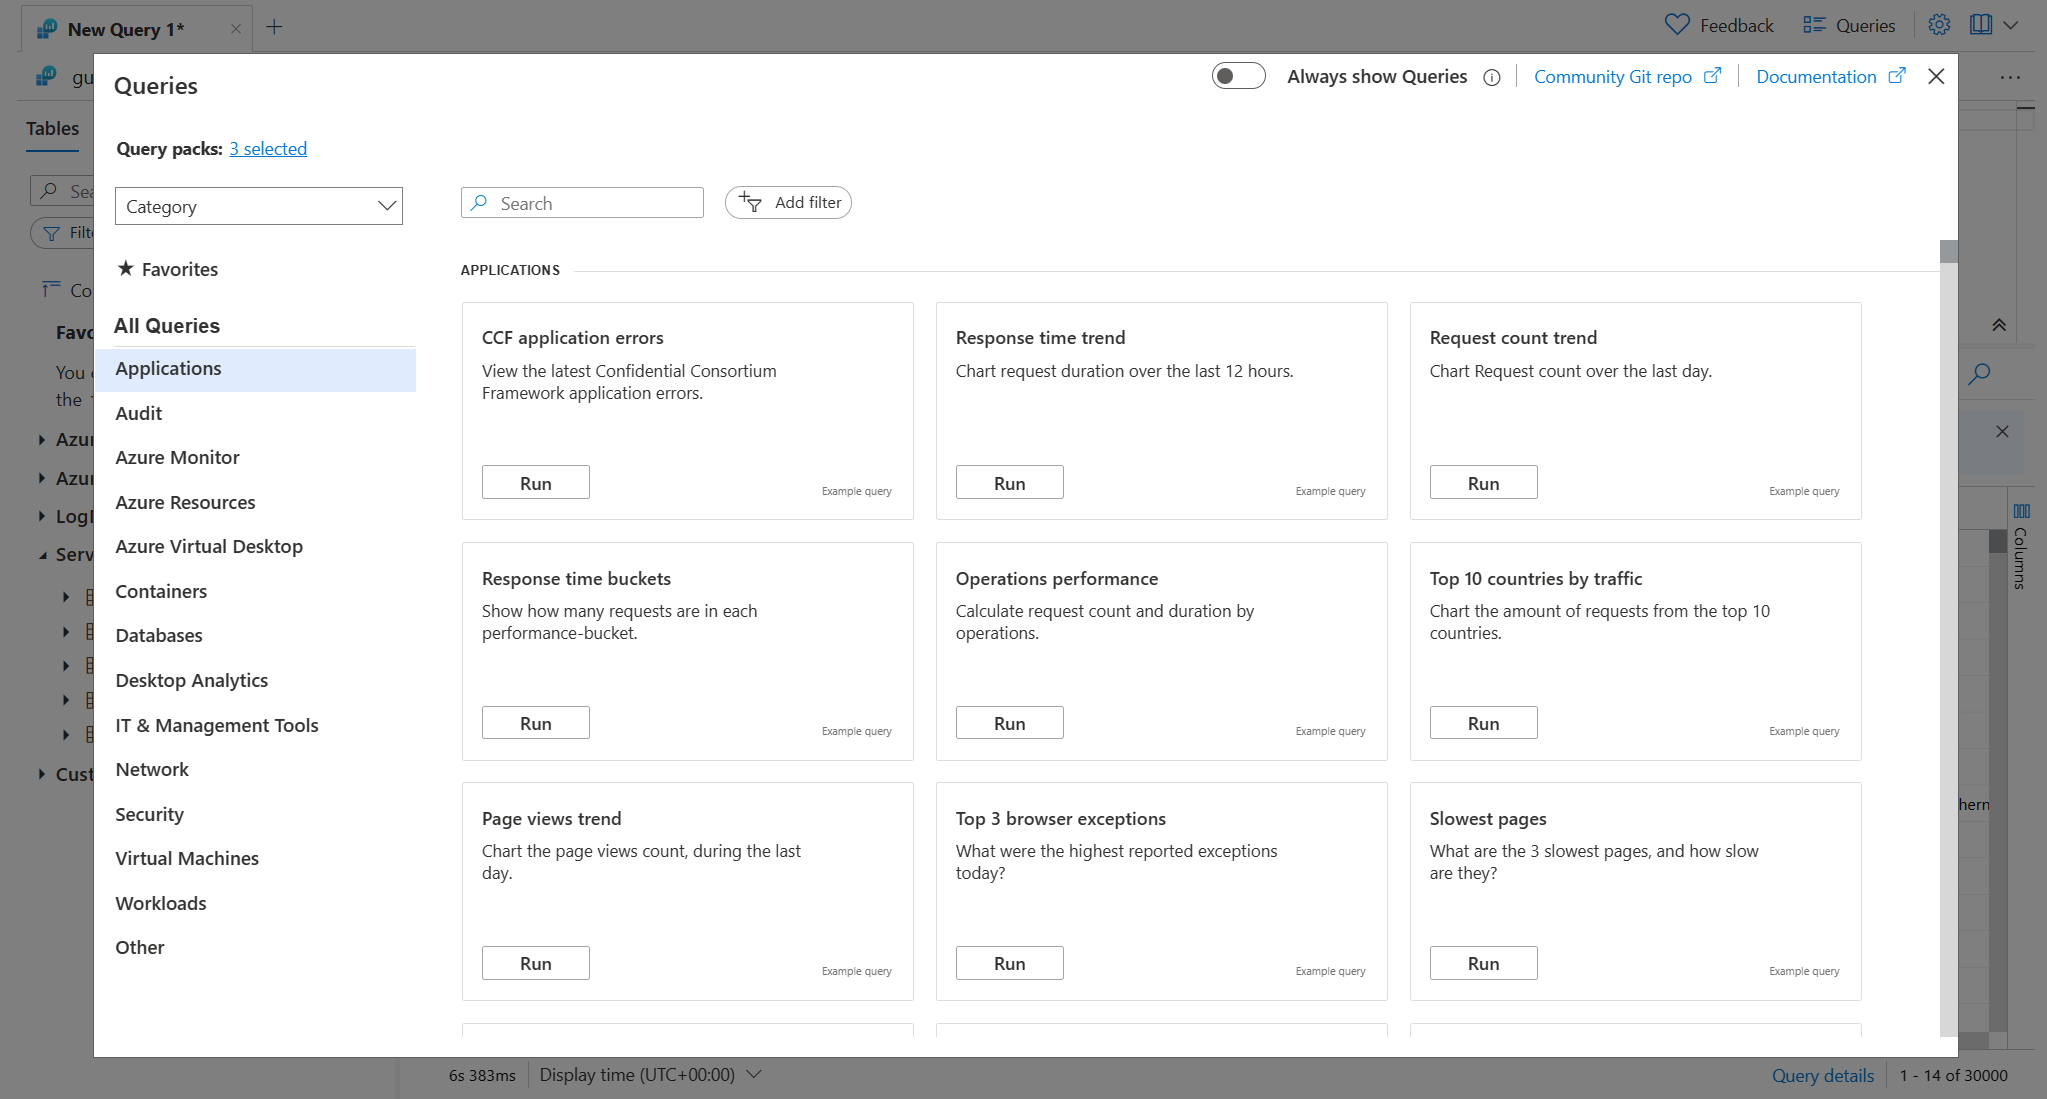 New Query 1*
Feedback
Queries
gu
Queries
Always show Queries
Community Git repo
Documentation
Tables
Query packs: 3 selected
Sea
Category
Search
Add filter
Filte
Favorites
APPLICATIONS
Co
All Queries
Favo
Applications
You
the
Audit
Azu
Azure Monitor
Azu
Azure Resources
Log
Azure Virtual Desktop
Serv
Containers
Databases
Desktop Analytics
IT & Management Tools
Network
Cust
Security
Virtual Machines
Workloads
Other
CCF application errors
View the latest Confidential Consortium
Framework application errors.
Run
Example query
Response time trend
Chart request duration over the last 12 hours.
Run
Example query
Request count trend
Chart Request count over the last day.
Run
Example query
Response time buckets
Show how many requests are in each
performance-bucket.
Run
Example query
Operations performance
Calculate request count and duration by
operations.
Run
Example query
Top 10 countries by traffic
Chart the amount of requests from the top 10
countries.
Run
Example query
Page views trend
Chart the page views count, during the last
day.
Run
Example query
Top 3 browser exceptions
What were the highest reported exceptions
today?
Run
Example query
Slowest pages
What are the 3 slowest pages, and how slow
are they?
Run
Example query
Columns
hern
6s 383ms
Display time (UTC+00:00)
Query details
1 - 14 of 30000